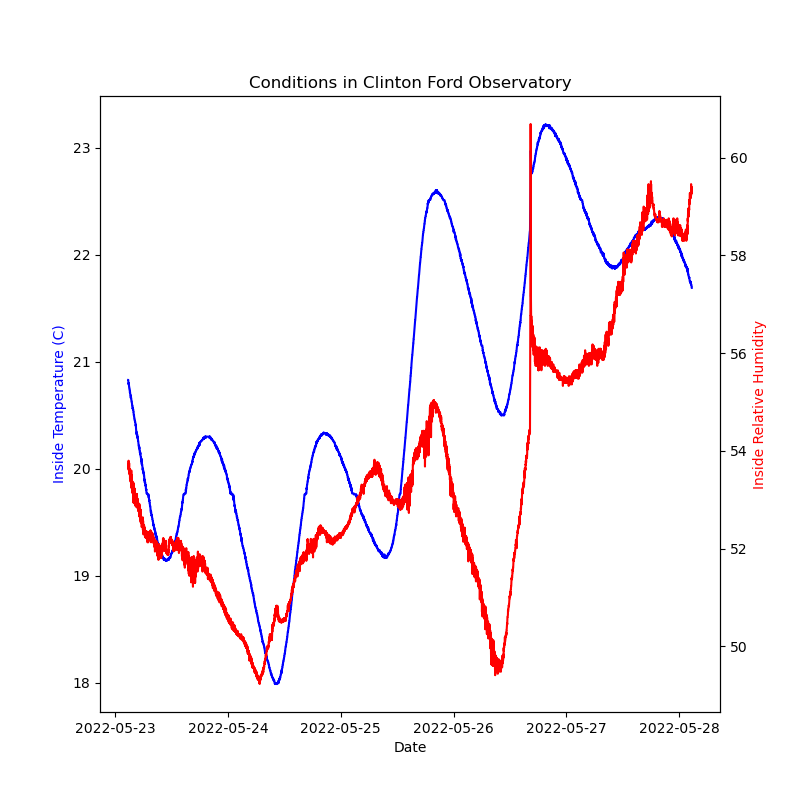 Conditions in Clinton Ford Observatory
Inside Temperature (C)
23
22
21
20
19
18
60
58
56
54
52
50
Inside Relative Humidity
2022-05-23 2022-05-24 2022-05-25 2022-05-26 2022-05-27 2022-05-28
Date